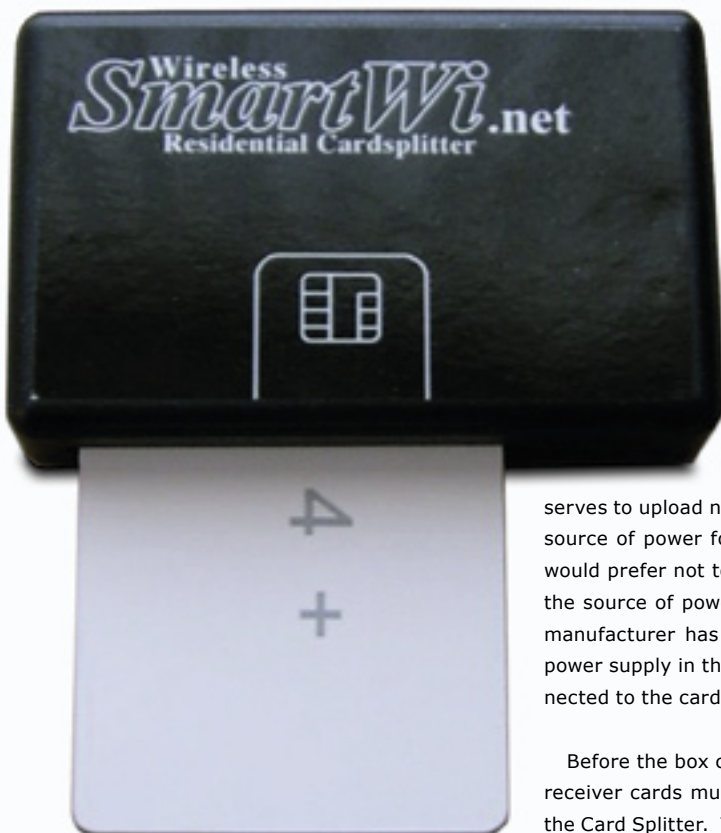 Wireless
SmartWi.net
Residential Cardsplitter
4
+
serves to upload n
source of power fo
would prefer not to
the source of pow
manufacturer has
power supply in th
nected to the card
Before the box c
receiver cards mu
the Card Splitter.